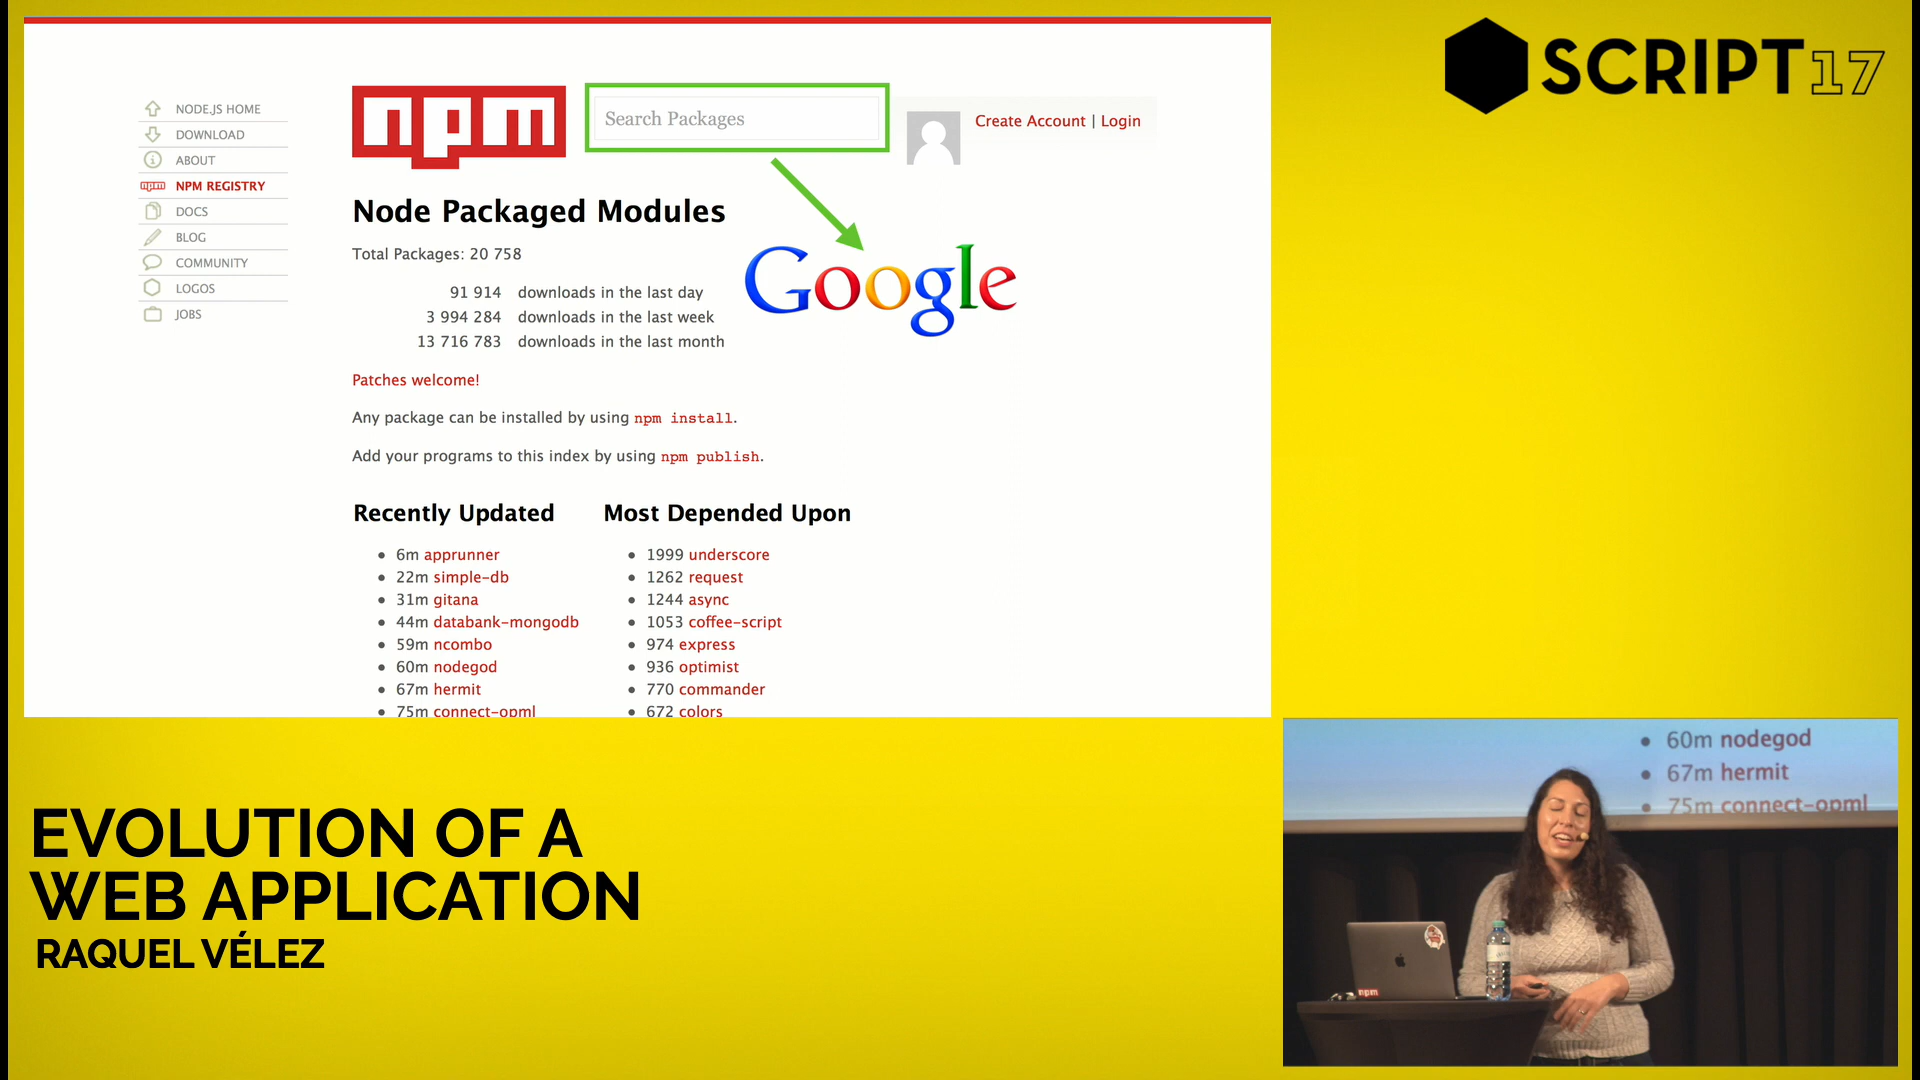 SCRIPT17
NODE.JS HOME
DOWNLOAD
ABOUT
npm NPM REGISTRY
DOCS
BLOG
COMMUNITY
LOGOS
JOBS
npm
Search Packages
Create Account | Login
Node Packaged Modules
Total Packages: 20 758
91 914 downloads in the last day
3 994 284 downloads in the last week
13 716 783 downloads in the last month
Google
Patches welcome!
Any package can be installed by using npm install.
Add your programs to this index by using npm publish.
Recently Updated
6m apprunner
22m simple-db
31m gitana
44m databank-mongodb
59m ncombo
60m nodegod
67m hermit
75m connect-opml
Most Depended Upon
1999 underscore
1262 request
1244 async
1053 coffee-script
974 express
936 optimist
770 commander
672 colors
60m nodegod
67m hermit
75m connect-opml
npm
EVOLUTION OF A
WEB APPLICATION
RAQUEL VÉLEZ